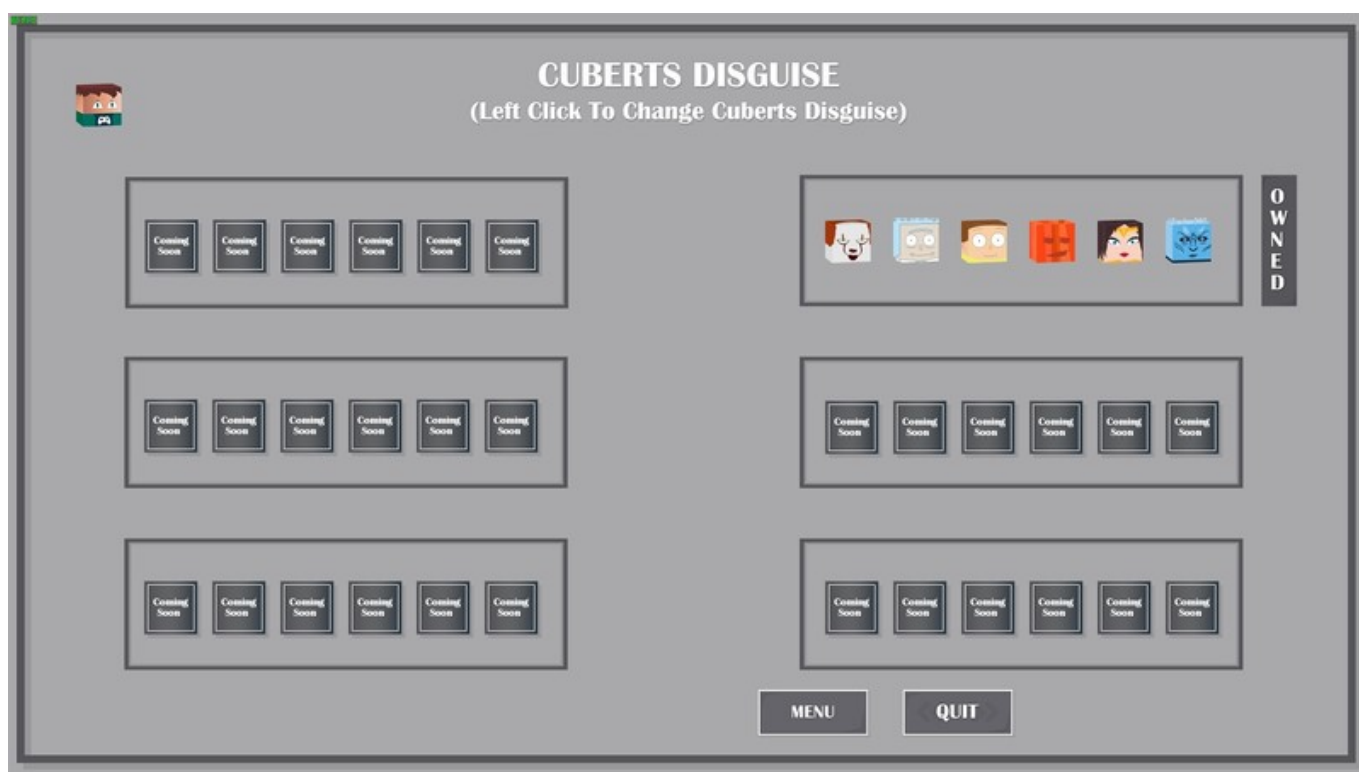 CUBERTS DISGUISE
(Left Click To Change Cuberts Disguise)
Coming Soon Coming Soon Coming Soon Coming Soon Coming Soon Coming Soon
OWNED
Coming Soon Coming Soon Coming Soon Coming Soon Coming Soon Coming Soon
Coming Soon Coming Soon Coming Soon Coming Soon Coming Soon Coming Soon
Coming Soon Coming Soon Coming Soon Coming Soon Coming Soon Coming Soon
Coming Soon Coming Soon Coming Soon Coming Soon Coming Soon Coming Soon
MENU
QUIT